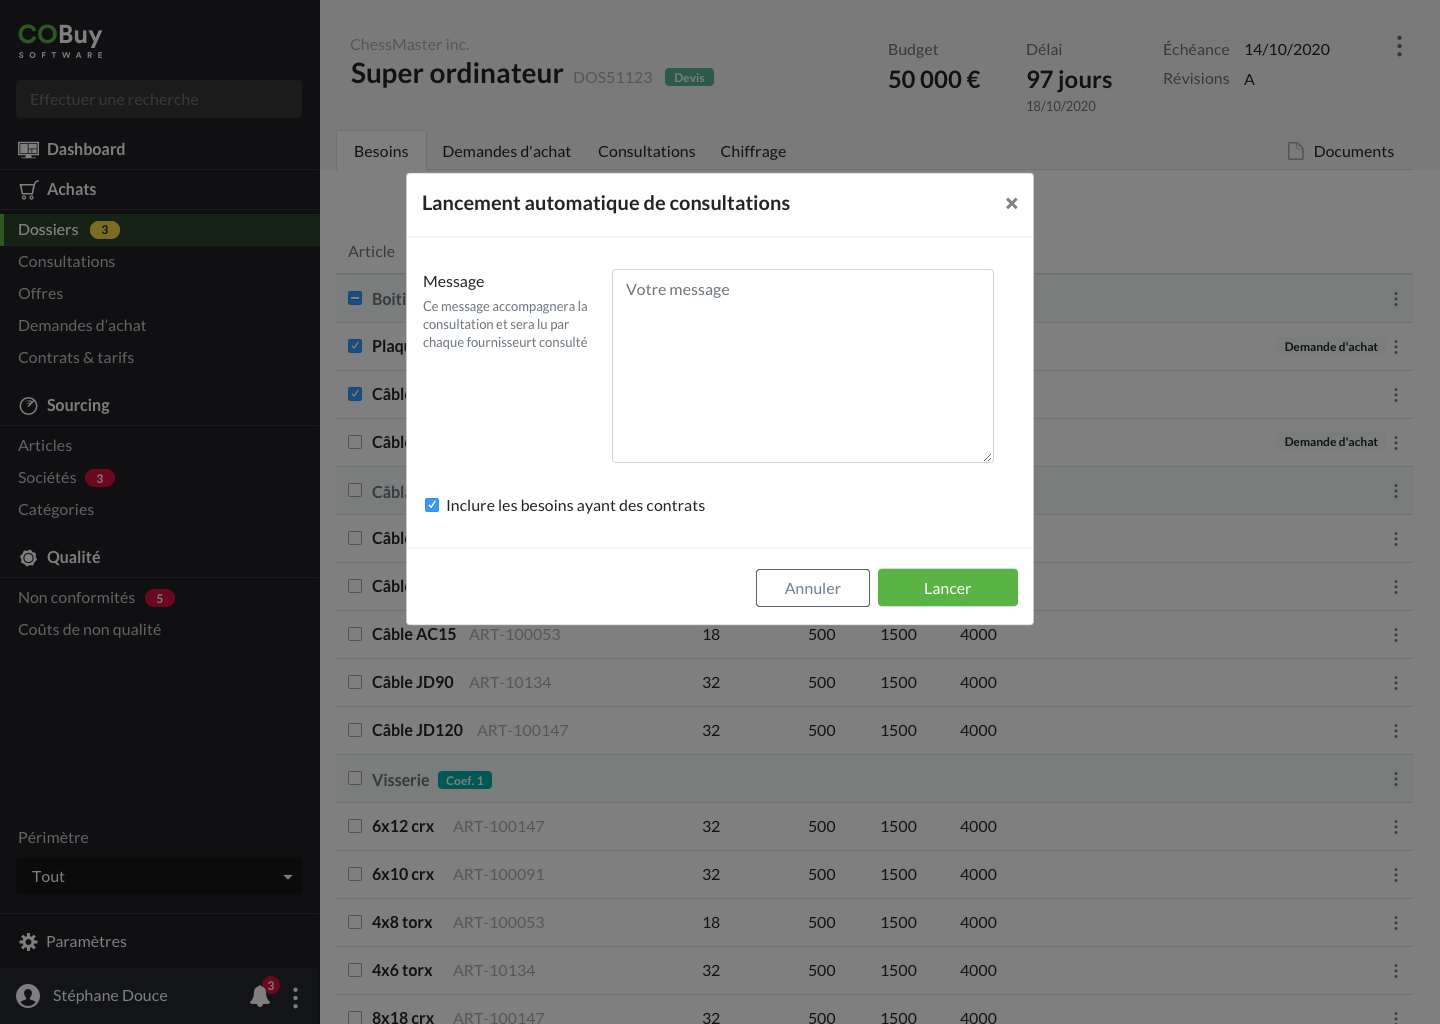 COBuy
SOFTWARE
Effectuer une recherche
Dashboard
Achats
Dossiers 3
Consultations
Offres
Demandes d'achat
Contrats & tarifs
Sourcing
Articles
Sociétés 3
Catégories
Qualité
Non conformités 5
Coûts de non qualité
Périmètre
Tout
Paramètres
Stéphane Douce 3
ChessMaster inc.
Super ordinateur DOS51123 Devis
Budget
50 000 €
Délai
97 jours
18/10/2020
Échéance 14/10/2020
Révisions A
Besoins Demandes d'achat Consultations Chiffrage Documents
Article
Lancement automatique de consultations ×
Message
Ce message accompagnera la
consultation et sera lu par
chaque fournisseurt consulté
Votre message
Inclure les besoins ayant des contrats
Annuler Lancer
Demande d'achat
Câble
Demande d'achat
Câble AC15 ART-100053 18 500 1500 4000
Câble JD90 ART-10134 32 500 1500 4000
Câble JD120 ART-100147 32 500 1500 4000
Visserie Coef. 1
6x12 crx ART-100147 32 500 1500 4000
6x10 crx ART-100091 32 500 1500 4000
4x8 torx ART-100053 18 500 1500 4000
4x6 torx ART-10134 32 500 1500 4000
8x18 crx ART-100147 32 500 1500 4000